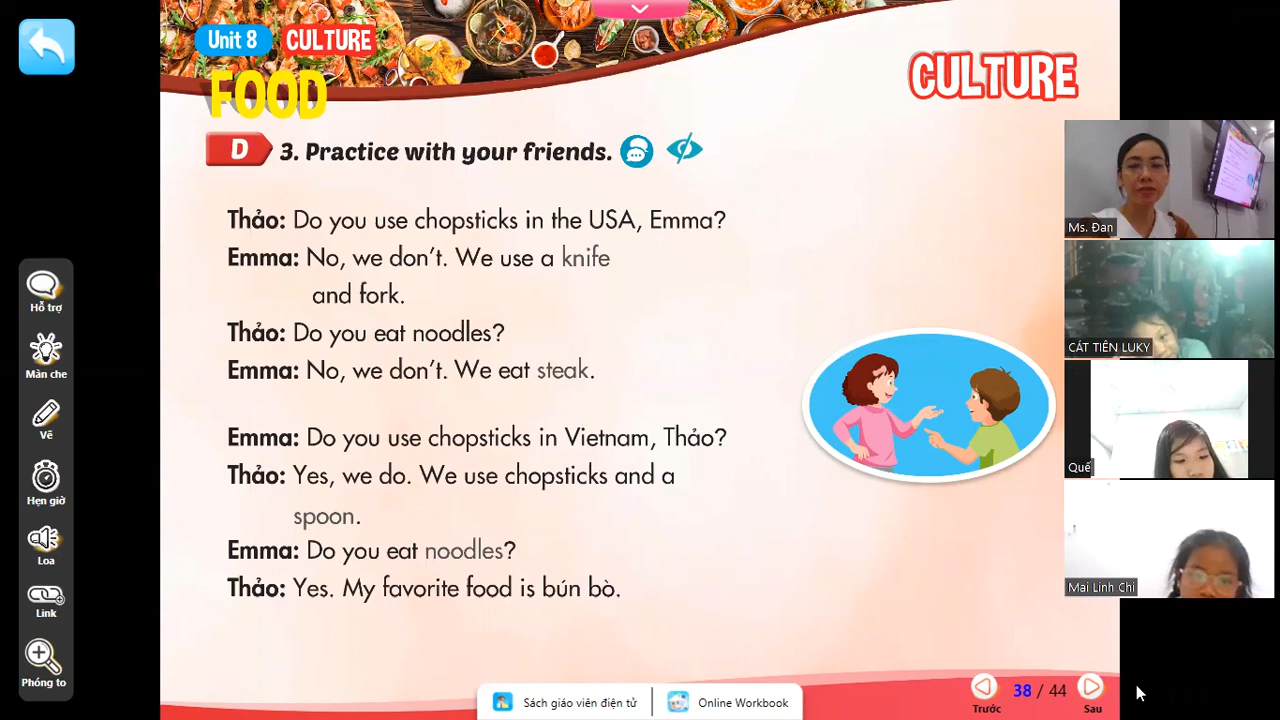 Unit 8
CULTURE
FOOD
CULTURE
D
3. Practice with your friends.
Thảo: Do you use chopsticks in the USA, Emma?
Emma: No, we don't. We use a knife
and fork.
Thảo: Do you eat noodles?
Emma: No, we don't. We eat steak.
Emma: Do you use chopsticks in Vietnam, Thảo?
Thảo: Yes, we do. We use chopsticks and a
spoon.
Emma: Do you eat noodles?
Thảo: Yes. My favorite food is bún bò.
Hỗ trợ
Màn che
Vẽ
Hẹn giờ
Loa
Link
Phóng to
Ms. Đan
CÁT TIÊN LUKY
Quế
Mai Linh Chi
Sách giáo viên điện tử
Online Workbook
Trước
38 / 44
Sau